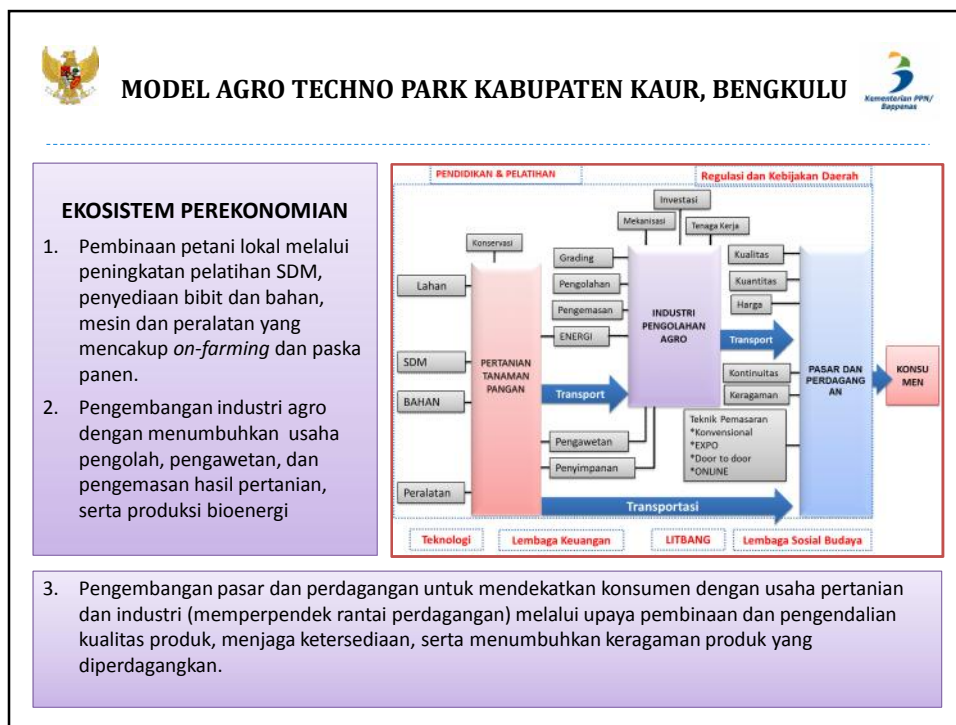 MODEL AGRO TECHNO PARK KABUPATEN KAUR, BENGKULU
Kementerian PPN/
Bappenas
EKOSISTEM PEREKONOMIAN
1. Pembinaan petani lokal melalui
peningkatan pelatihan SDM,
penyediaan bibit dan bahan,
mesin dan peralatan yang
mencakup on-farming dan paska
panen.
2. Pengembangan industri agro
dengan menumbuhkan usaha
pengolah, pengawetan, dan
pengemasan hasil pertanian,
serta produksi bioenergi
PENDIDIKAN & PELATIHAN
Regulasi dan Kebijakan Daerah
Investasi
Mekanisasi
Tenaga Kerja
Konservasi
Lahan
SDM
BAHAN
Peralatan
PERTANIAN
TANAMAN
PANGAN
Grading
Pengolahan
Pengemasan
ENERGI
Transport
Pengawetan
Penyimpanan
INDUSTRI
PENGOLAHAN
AGRO
Kualitas
Kuantitas
Harga
Transport
Kontinuitas
Keragaman
Teknik Pemasaran
*Konvensional
*EXPO
*Door to door
*ONLINE
PASAR DAN
PERDAGANG
AN
KONSU
MEN
Transportasi
Teknologi
Lembaga Keuangan
LITBANG
Lembaga Sosial Budaya
3. Pengembangan pasar dan perdagangan untuk mendekatkan konsumen dengan usaha pertanian
dan industri (memperpendek rantai perdagangan) melalui upaya pembinaan dan pengendalian
kualitas produk, menjaga ketersediaan, serta menumbuhkan keragaman produk yang
diperdagangkan.